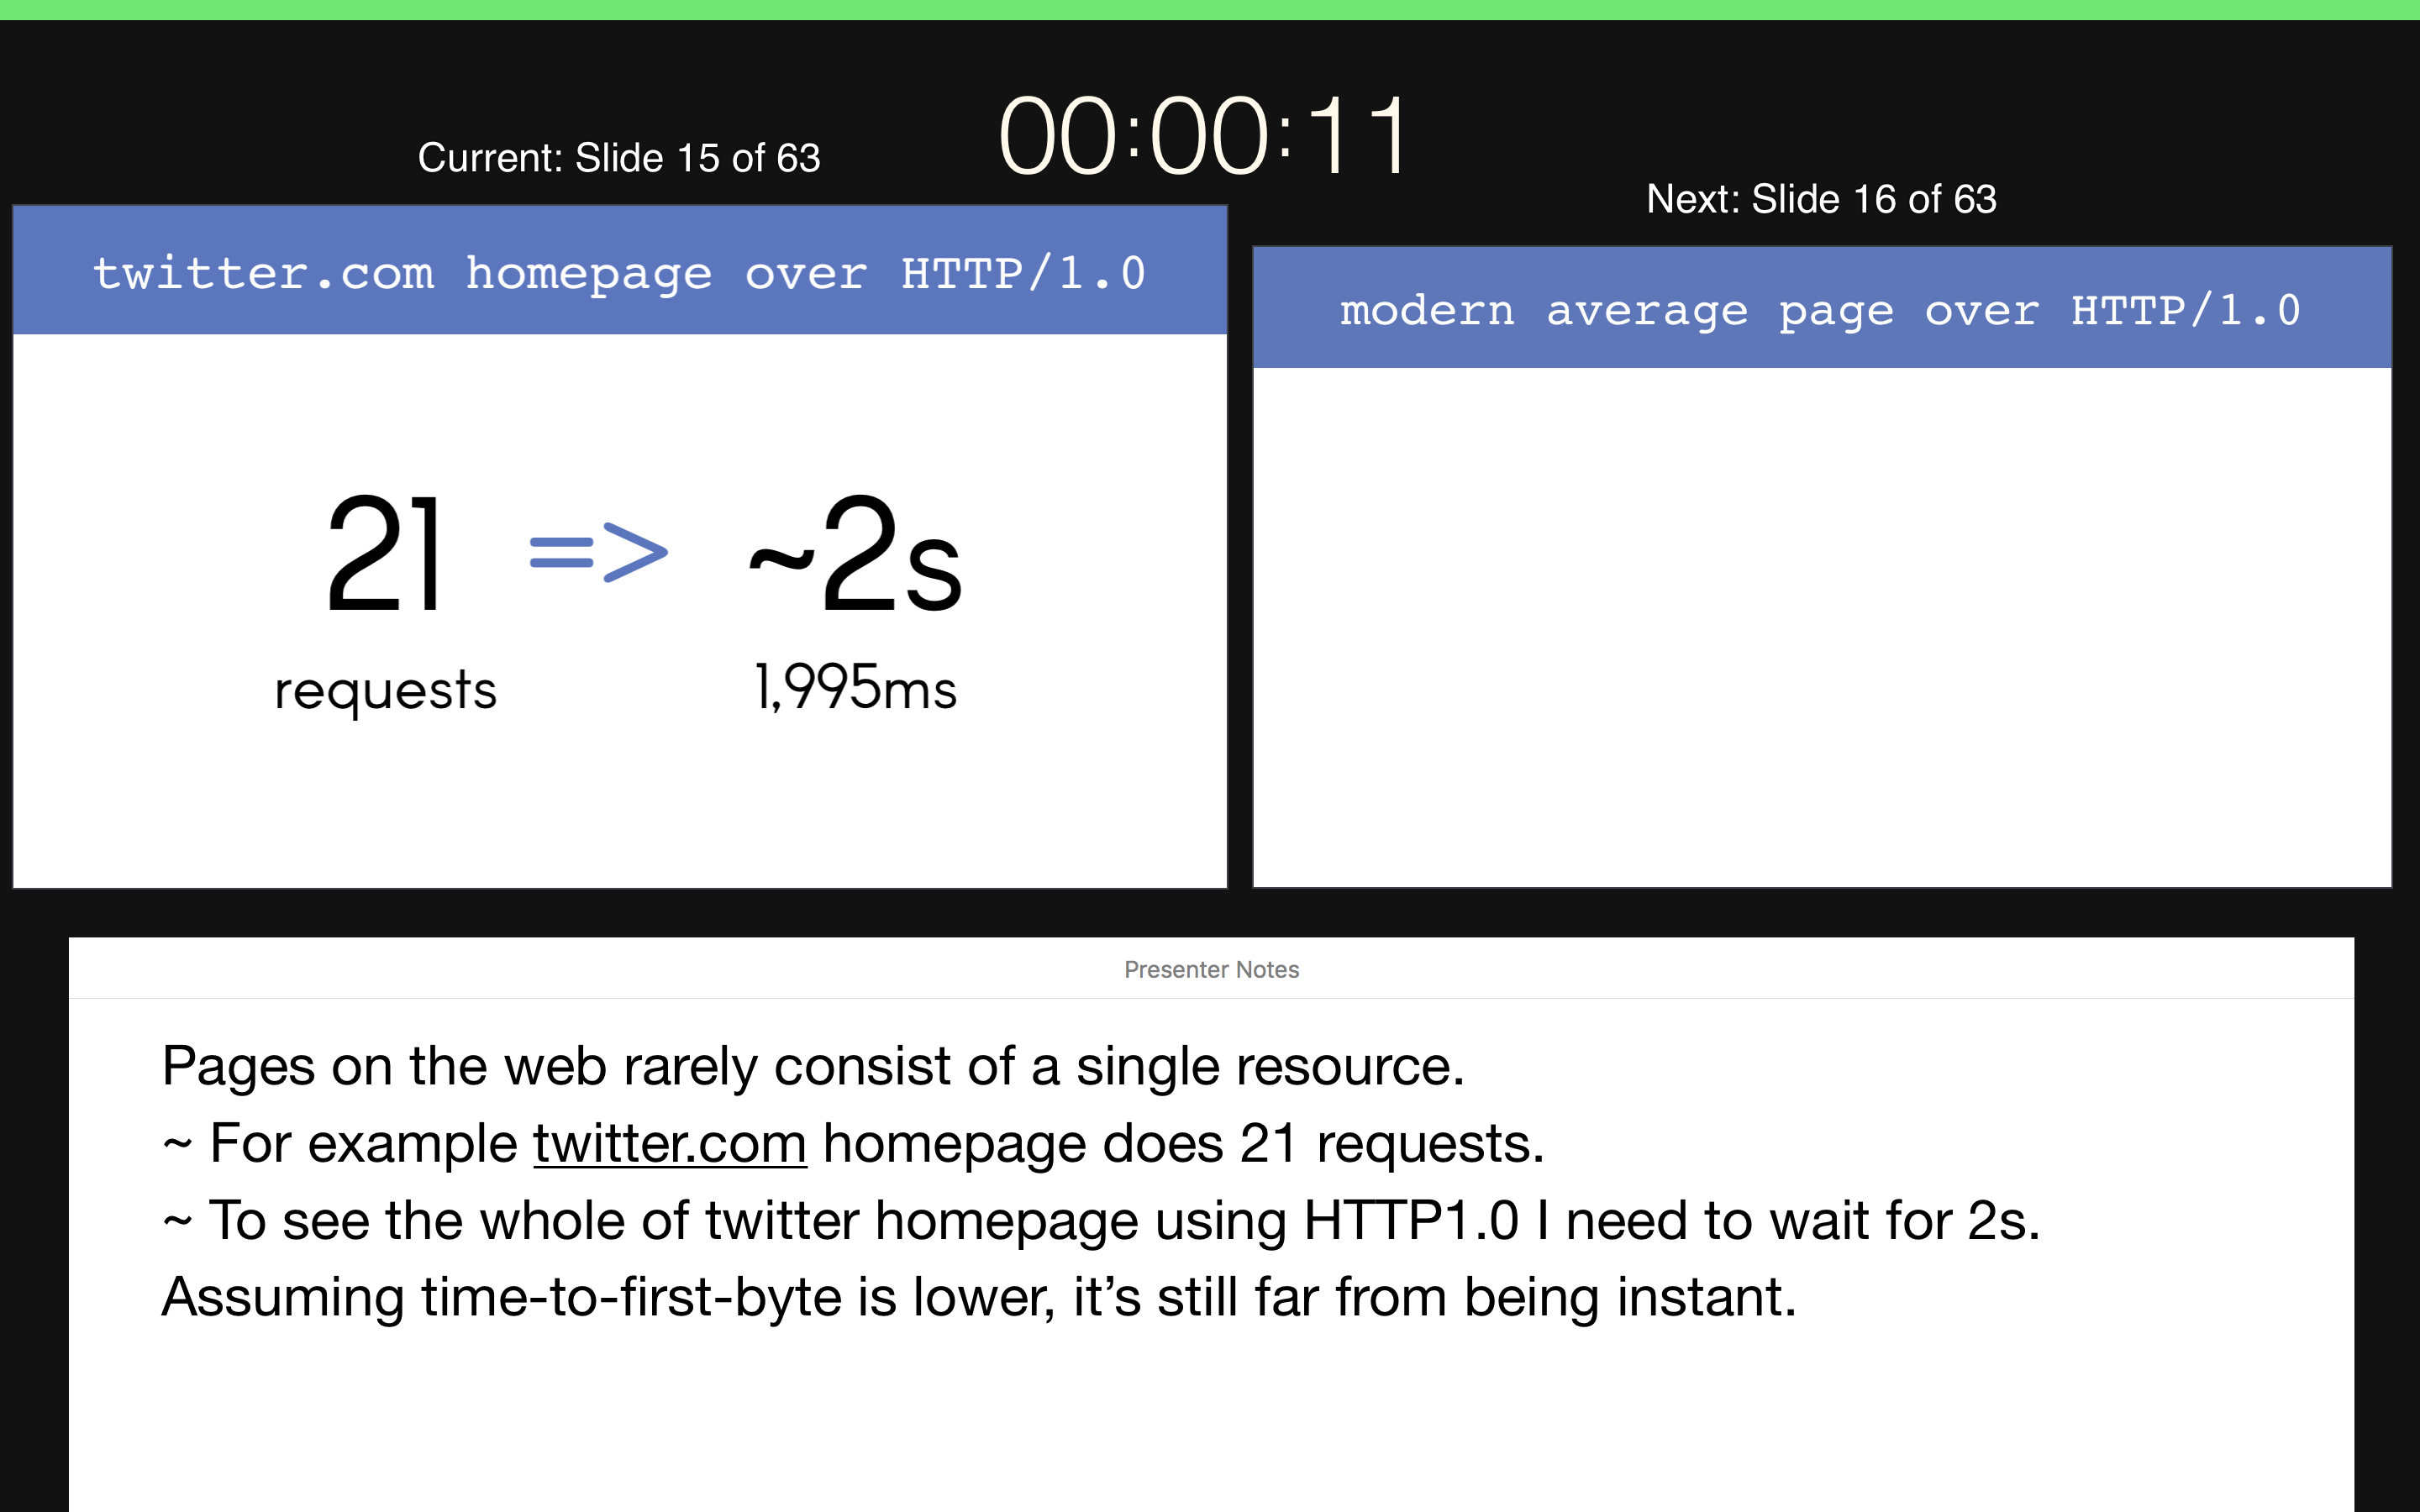 00:00:11
Current: Slide 15 of 63
Next: Slide 16 of 63
twitter.com homepage over HTTP/1.0
21 => ~2s
requests 1,995ms
modern average page over HTTP/1.0
Presenter Notes
Pages on the web rarely consist of a single resource.
~ For example twitter.com homepage does 21 requests.
~ To see the whole of twitter homepage using HTTP1.0 I need to wait for 2s.
Assuming time-to-first-byte is lower, it’s still far from being instant.